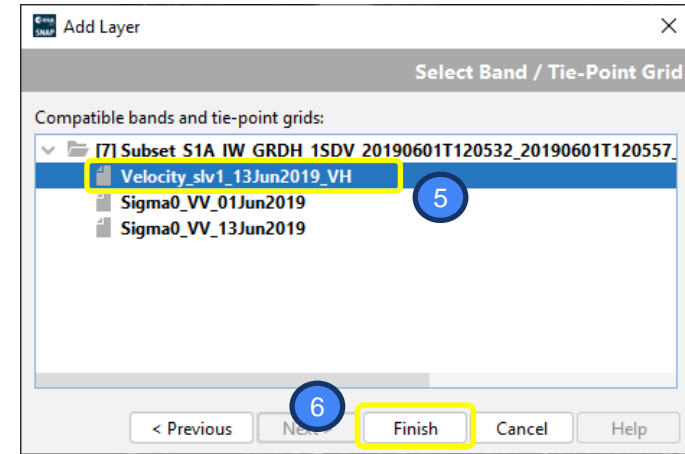 esa
SNAP
Add Layer
Select Band / Tie-Point Grid
Compatible bands and tie-point grids:
[7] Subset_S1A_IW_GRDH_1SDV_20190601T120532_20190601T120557_
Velocity_slv1_13Jun2019_VH
5
Sigma0_VV_01Jun2019
Sigma0_VV_13Jun2019
6
< Previous
Finish
Cancel
Help